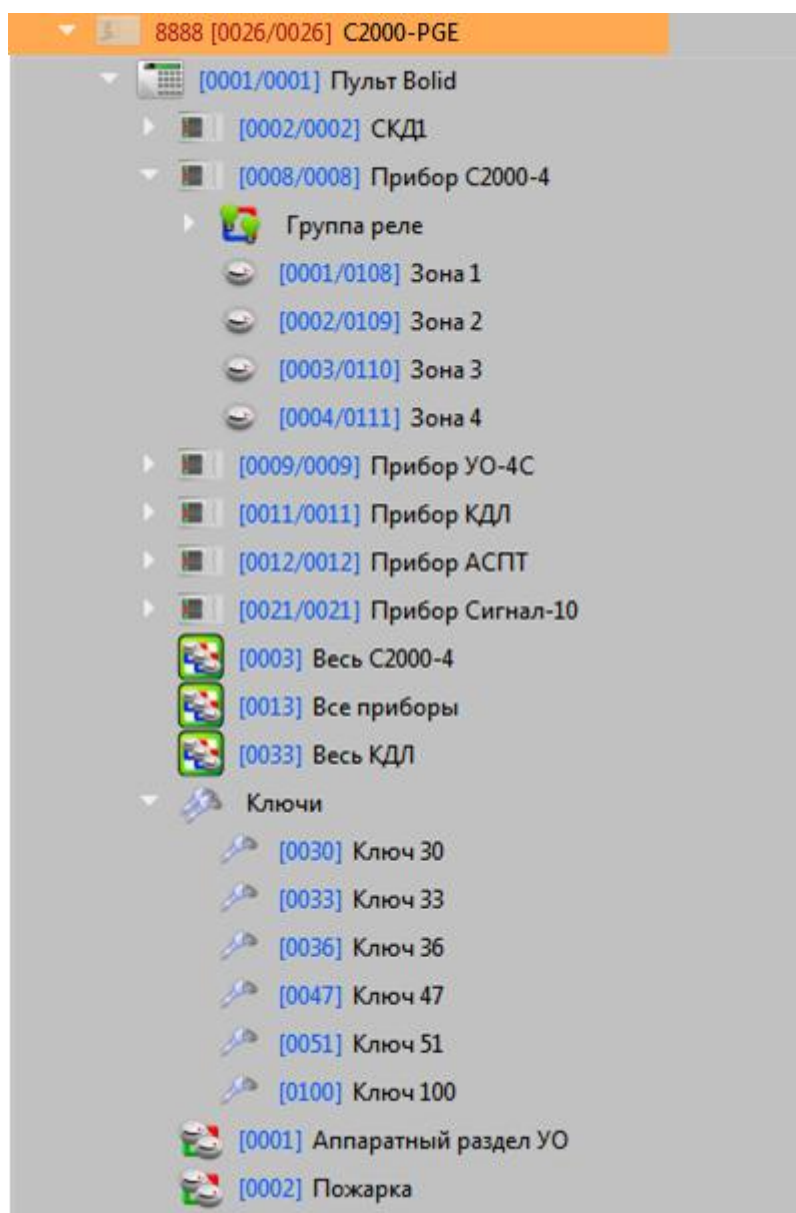 8888 [0026/0026] C2000-PGE
[0001/0001] Пульт Bolid
[0002/0002] СКД1
[0008/0008] Прибор С2000-4
Группа реле
[0001/0108] Зона 1
[0002/0109] Зона 2
[0003/0110] Зона 3
[0004/0111] Зона 4
[0009/0009] Прибор УО-4С
[0011/0011] Прибор КДЛ
[0012/0012] Прибор АСПТ
[0021/0021] Прибор Сигнал-10
[0003] Весь С2000-4
[0013] Все приборы
[0033] Весь КДЛ
Ключи
[0030] Ключ 30
[0033] Ключ 33
[0036] Ключ 36
[0047] Ключ 47
[0051] Ключ 51
[0100] Ключ 100
[0001] Аппаратный раздел УО
[0002] Пожарка